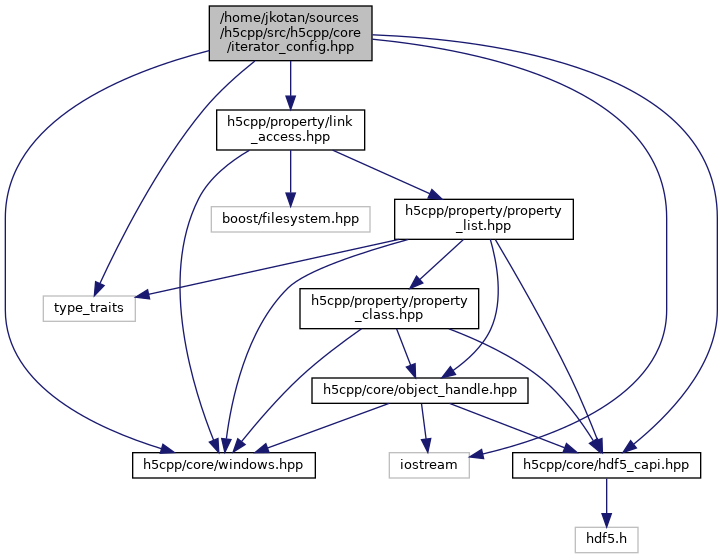 /home/jkotan/sources
/h5cpp/src/h5cpp/core
/iterator_config.hpp
h5cpp/property/link
_access.hpp
boost/filesystem.hpp
h5cpp/property/property
_list.hpp
type_traits
h5cpp/property/property
_class.hpp
h5cpp/core/object_handle.hpp
h5cpp/core/windows.hpp
iostream
h5cpp/core/hdf5_capi.hpp
hdf5.h